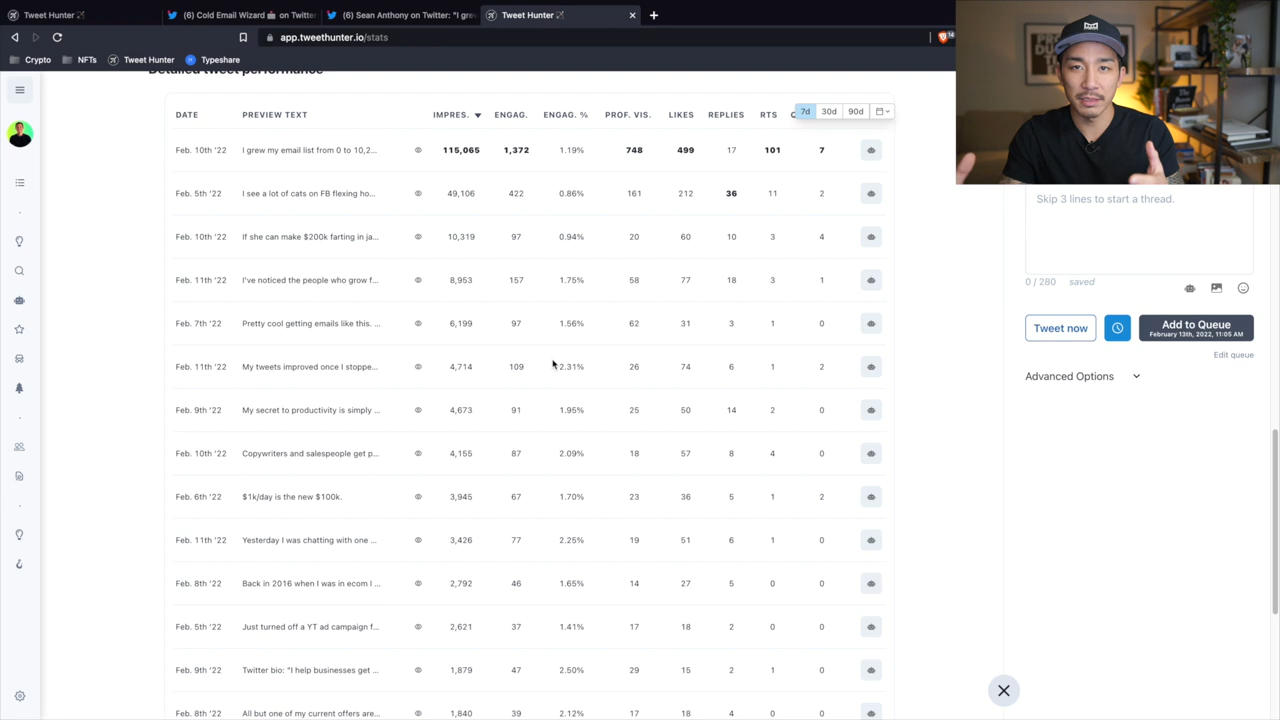 Tweet Hunter
(6) Cold Email Wizard on Twitter
(6) Sean Anthony on Twitter: "I grew
Tweet Hunter
app.tweethunter.io/stats
14
Crypto
NFTs
Tweet Hunter
Typeshare
Detailed tweet performance
7d 30d 90d
DATE PREVIEW TEXT IMPRES. ENGAG. ENGAG. % PROF. VIS. LIKES REPLIES RTS Q
Feb. 10th '22 I grew my email list from 0 to 10,2... 115,065 1,372 1.19% 748 499 17 101 7
Feb. 5th '22 I see a lot of cats on FB flexing ho... 49,106 422 0.86% 161 212 36 11 2
Feb. 10th '22 If she can make $200k farting in ja... 10,319 97 0.94% 20 60 10 3 4
Feb. 11th '22 I've noticed the people who grow f... 8,953 157 1.75% 58 77 18 3 1
Feb. 7th '22 Pretty cool getting emails like this. ... 6,199 97 1.56% 62 31 3 1 0
Feb. 11th '22 My tweets improved once I stoppe... 4,714 109 2.31% 26 74 6 1 2
Feb. 9th '22 My secret to productivity is simply ... 4,673 91 1.95% 25 50 14 2 0
Feb. 10th '22 Copywriters and salespeople get p... 4,155 87 2.09% 18 57 8 4 0
Feb. 6th '22 $1k/day is the new $100k. 3,945 67 1.70% 23 36 5 1 2
Feb. 11th '22 Yesterday I was chatting with one ... 3,426 77 2.25% 19 51 6 1 0
Feb. 8th '22 Back in 2016 when I was in ecom I ... 2,792 46 1.65% 14 27 5 0 0
Feb. 5th '22 Just turned off a YT ad campaign f... 2,621 37 1.41% 17 18 2 0 0
Feb. 9th '22 Twitter bio: "I help businesses get ... 1,879 47 2.50% 29 15 2 1 0
Feb. 8th '22 All but one of my current offers are... 1,840 39 2.12% 17 18 4 0 0
Skip 3 lines to start a thread.
0 / 280 saved
Tweet now
Add to Queue
February 13th, 2022, 11:05 AM
Edit queue
Advanced Options